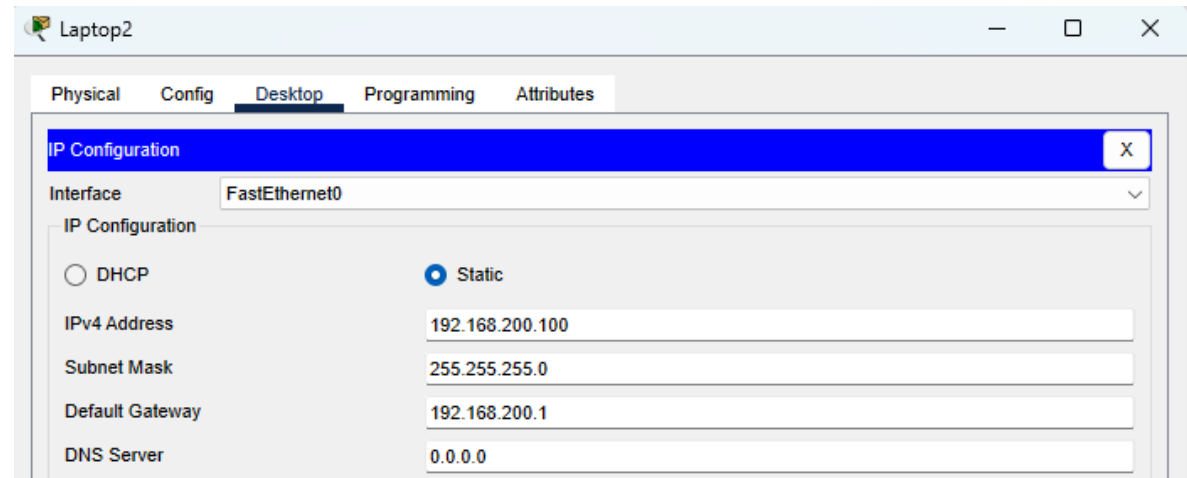 Laptop2
Physical Config Desktop Programming Attributes
IP Configuration X
Interface FastEthernet0
IP Configuration
DHCP Static
IPv4 Address 192.168.200.100
Subnet Mask 255.255.255.0
Default Gateway 192.168.200.1
DNS Server 0.0.0.0